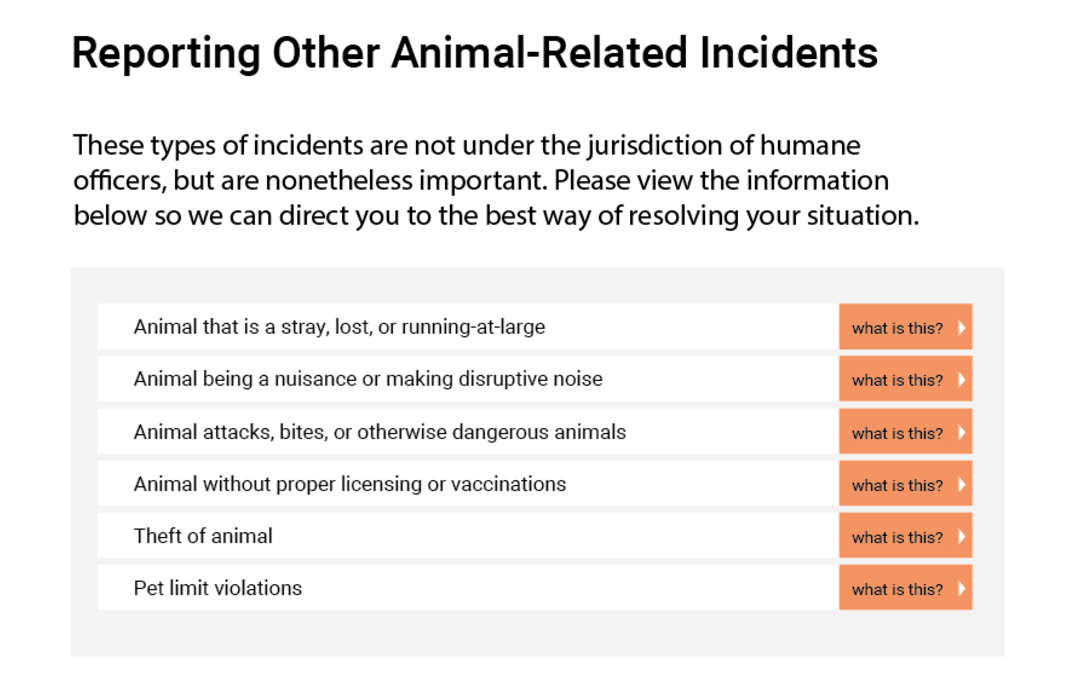 Reporting Other Animal-Related Incidents
These types of incidents are not under the jurisdiction of humane
officers, but are nonetheless important. Please view the information
below so we can direct you to the best way of resolving your situation.
Animal that is a stray, lost, or running-at-large what is this?
Animal being a nuisance or making disruptive noise what is this?
Animal attacks, bites, or otherwise dangerous animals what is this?
Animal without proper licensing or vaccinations what is this?
Theft of animal what is this?
Pet limit violations what is this?